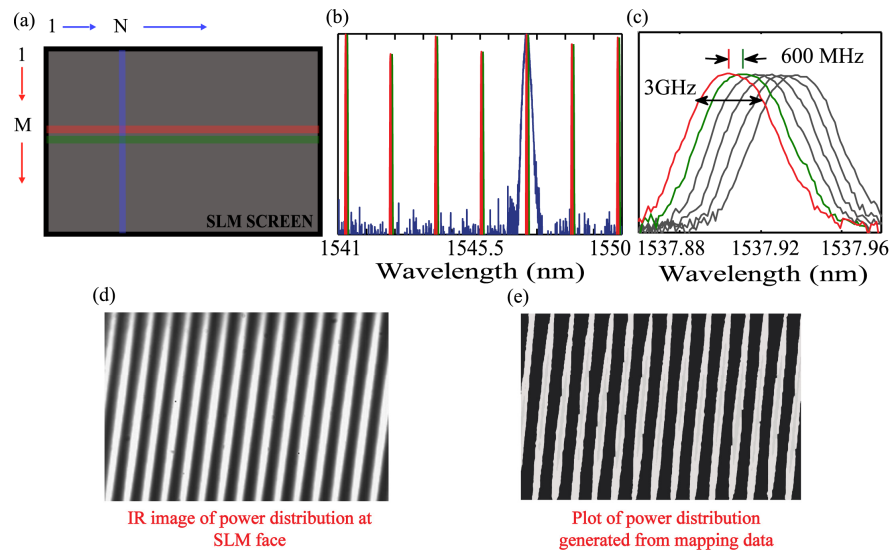 (a)
1
N
1
M
SLM SCREEN
(b)
1541
1545.5
1550
Wavelength (nm)
(c)
600 MHz
3GHz
1537.88
1537.92
1537.96
Wavelength (nm)
(d)
IR image of power distribution at
SLM face
(e)
Plot of power distribution
generated from mapping data